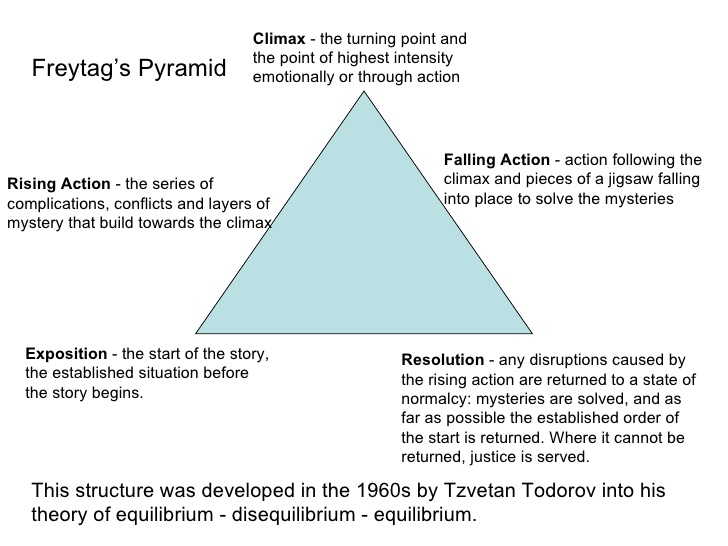 Freytag’s Pyramid
Climax - the turning point and
the point of highest intensity
emotionally or through action
Rising Action - the series of
complications, conflicts and layers of
mystery that build towards the climax
Falling Action - action following the
climax and pieces of a jigsaw falling
into place to solve the mysteries
Exposition - the start of the story,
the established situation before
the story begins.
Resolution - any disruptions caused by
the rising action are returned to a state of
normalcy: mysteries are solved, and as
far as possible the established order of
the start is returned. Where it cannot be
returned, justice is served.
This structure was developed in the 1960s by Tzvetan Todorov into his
theory of equilibrium - disequilibrium - equilibrium.